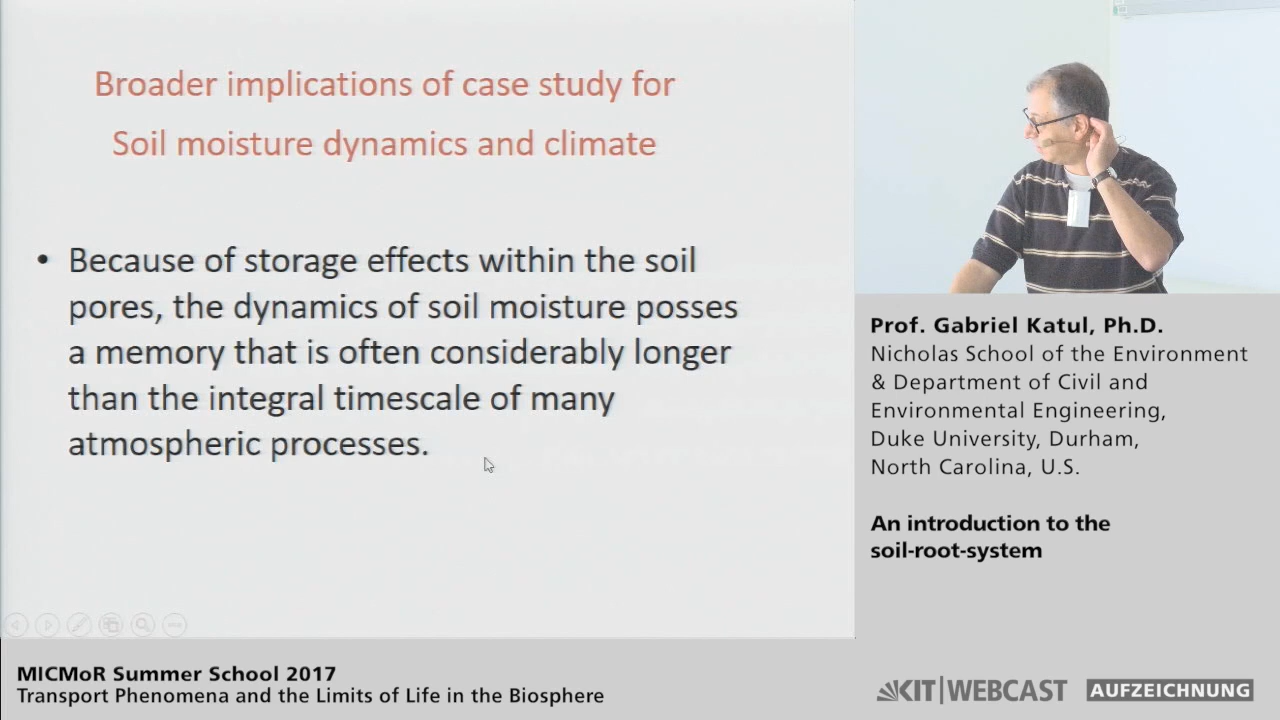 Broader implications of case study for
Soil moisture dynamics and climate
• Because of storage effects within the soil
pores, the dynamics of soil moisture posses
a memory that is often considerably longer
than the integral timescale of many
atmospheric processes.
Prof. Gabriel Katul, Ph.D.
Nicholas School of the Environment
& Department of Civil and
Environmental Engineering,
Duke University, Durham,
North Carolina, U.S.
An introduction to the
soil-root-system
MICMoR Summer School 2017
Transport Phenomena and the Limits of Life in the Biosphere
KIT|WEBCAST AUFZEICHNUNG